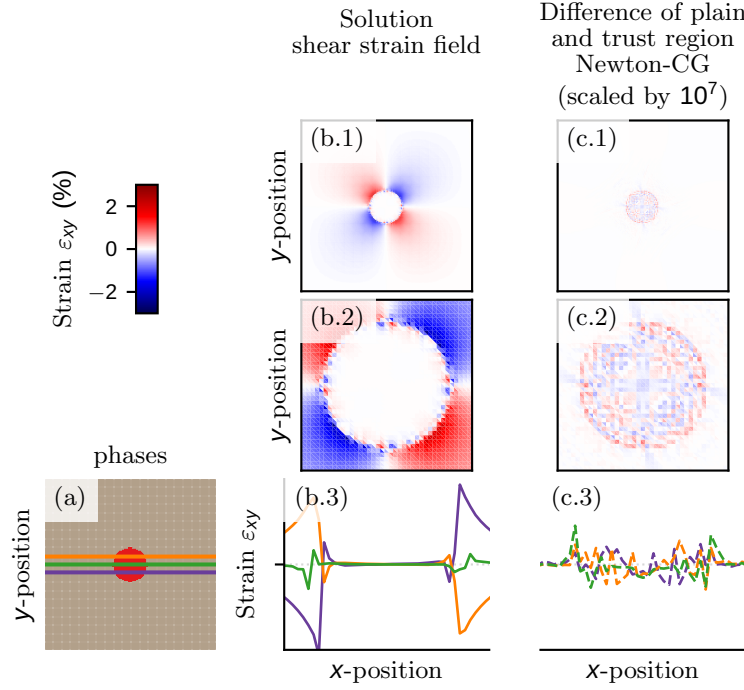 Solution
shear strain field
Difference of plain
and trust region
Newton-CG
(scaled by 10⁷)
(b.1)
(c.1)
y-position
Strain εxy (%)
2
0
−2
(b.2)
(c.2)
y-position
phases
(a)
(b.3)
(c.3)
y-position
Strain εxy
x-position
x-position